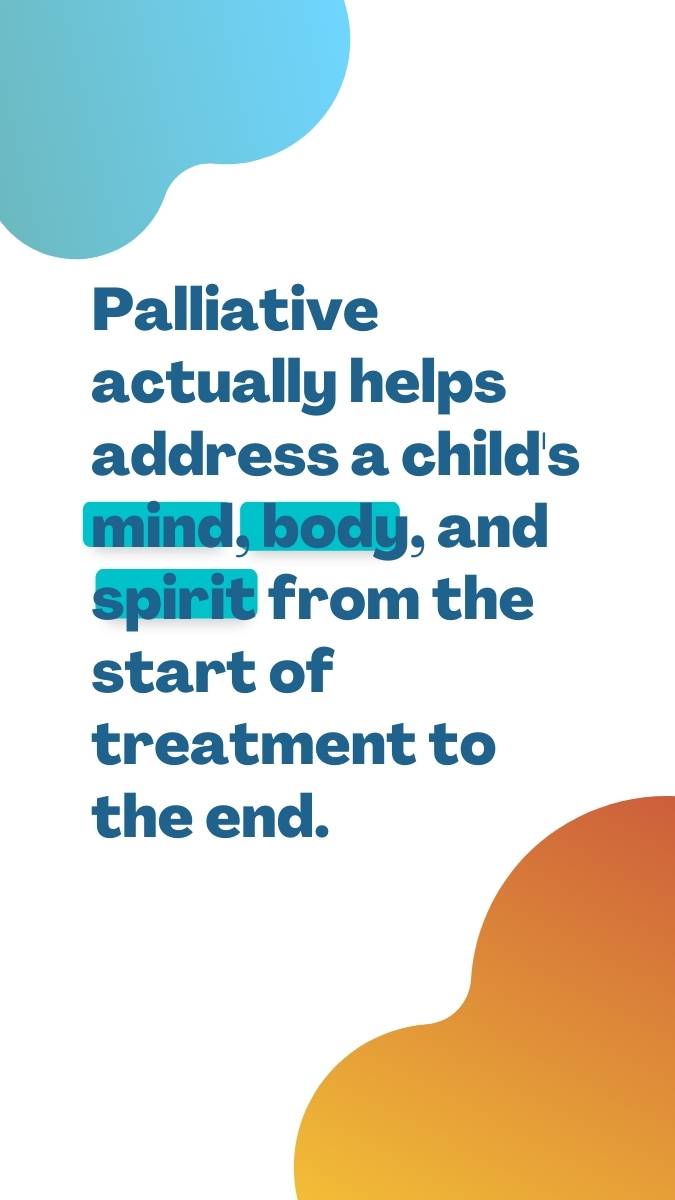 Palliative
actually helps
address a child's
mind, body, and
spirit from the
start of
treatment to
the end.